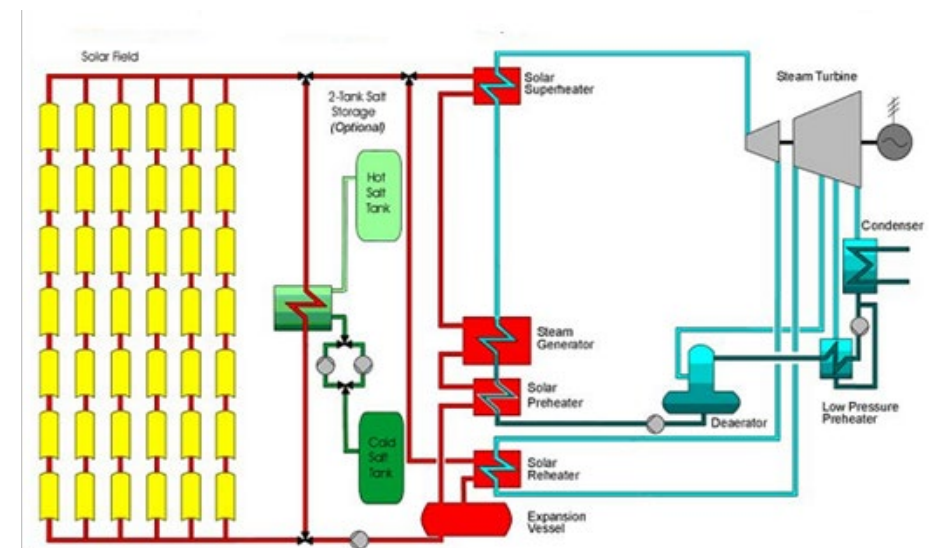 Solar Field
2-Tank Salt
Storage
(Optional)
Hot
Salt
Tank
Cold
Salt
Tank
Solar
Superheater
Steam
Generator
Solar
Preheater
Solar
Reheater
Expansion
Vessel
Steam Turbine
Condenser
Low Pressure
Preheater
Deaerator